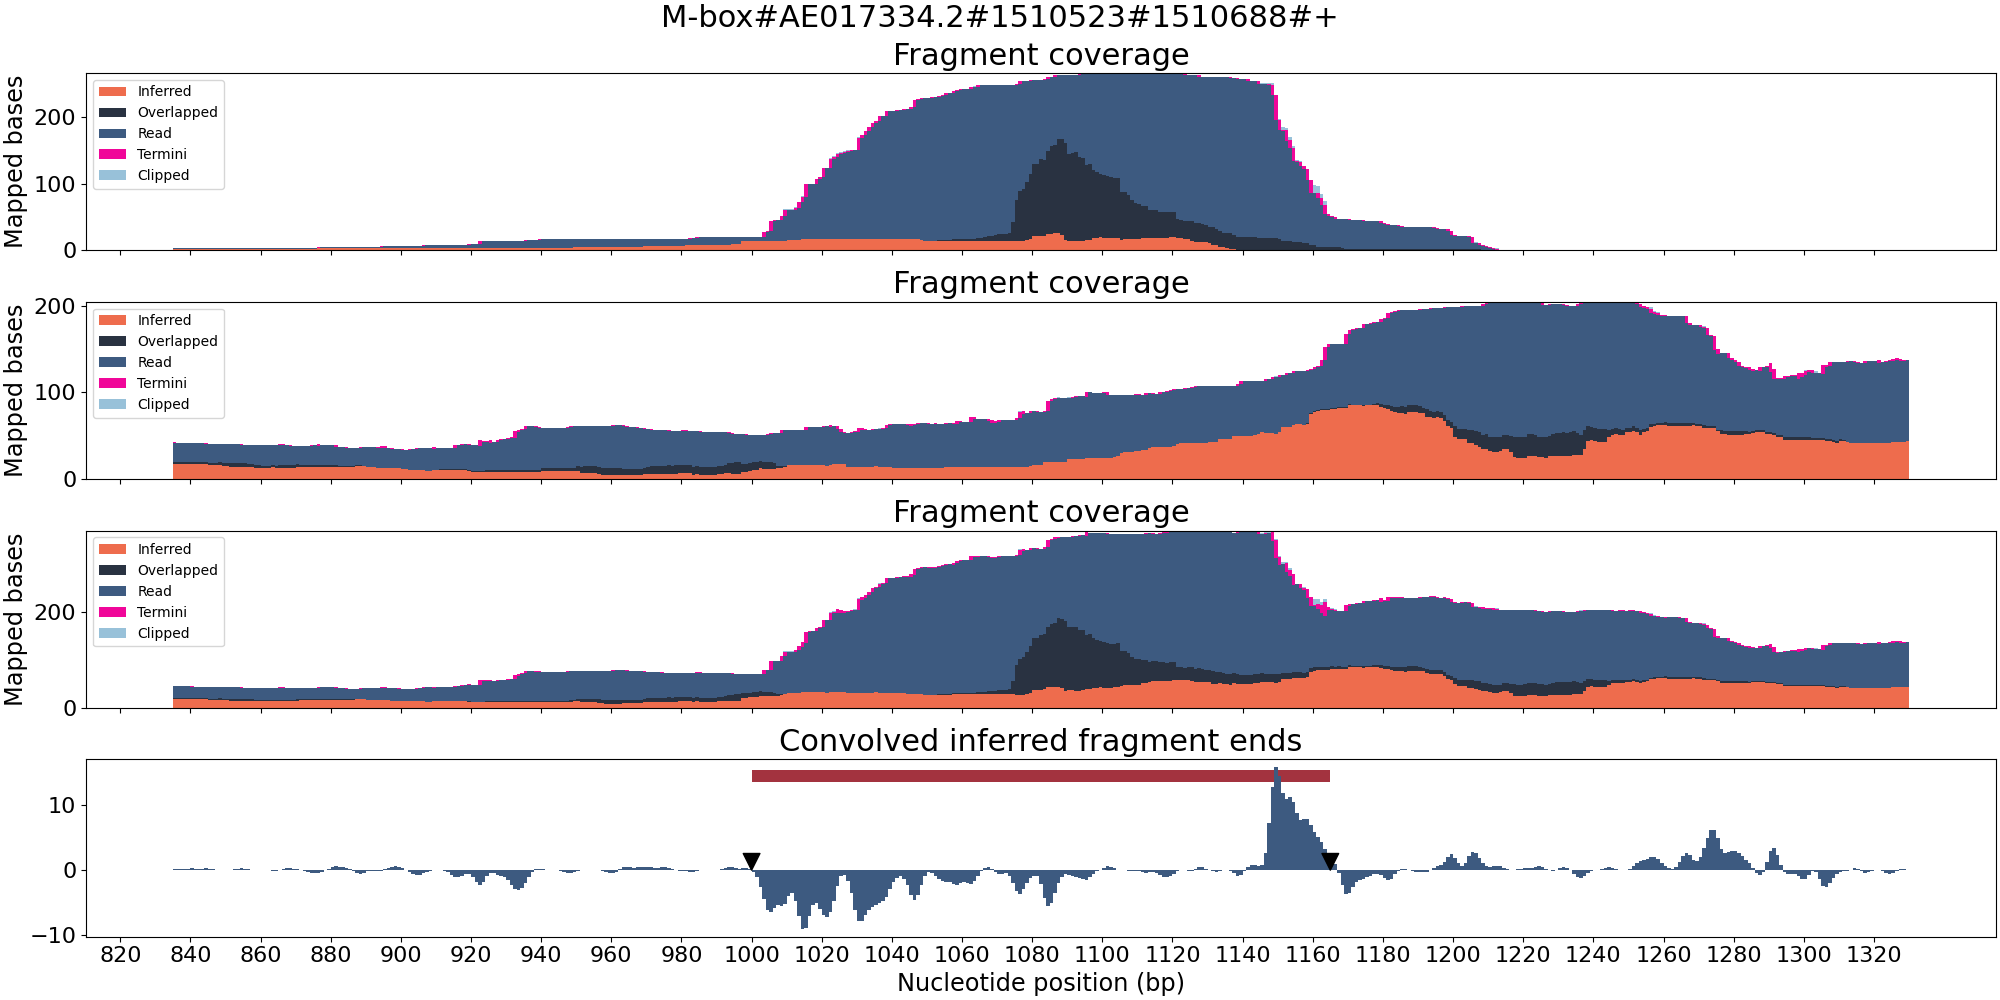 M-box#AE017334.2#1510523#1510688#+
Fragment coverage
Mapped bases
200
100
0
Inferred
Overlapped
Read
Termini
Clipped
Fragment coverage
Mapped bases
200
100
0
Inferred
Overlapped
Read
Termini
Clipped
Fragment coverage
Mapped bases
200
0
Inferred
Overlapped
Read
Termini
Clipped
Convolved inferred fragment ends
10
0
−10
820 840 860 880 900 920 940 960 980 1000 1020 1040 1060 1080 1100 1120 1140 1160 1180 1200 1220 1240 1260 1280 1300 1320
Nucleotide position (bp)